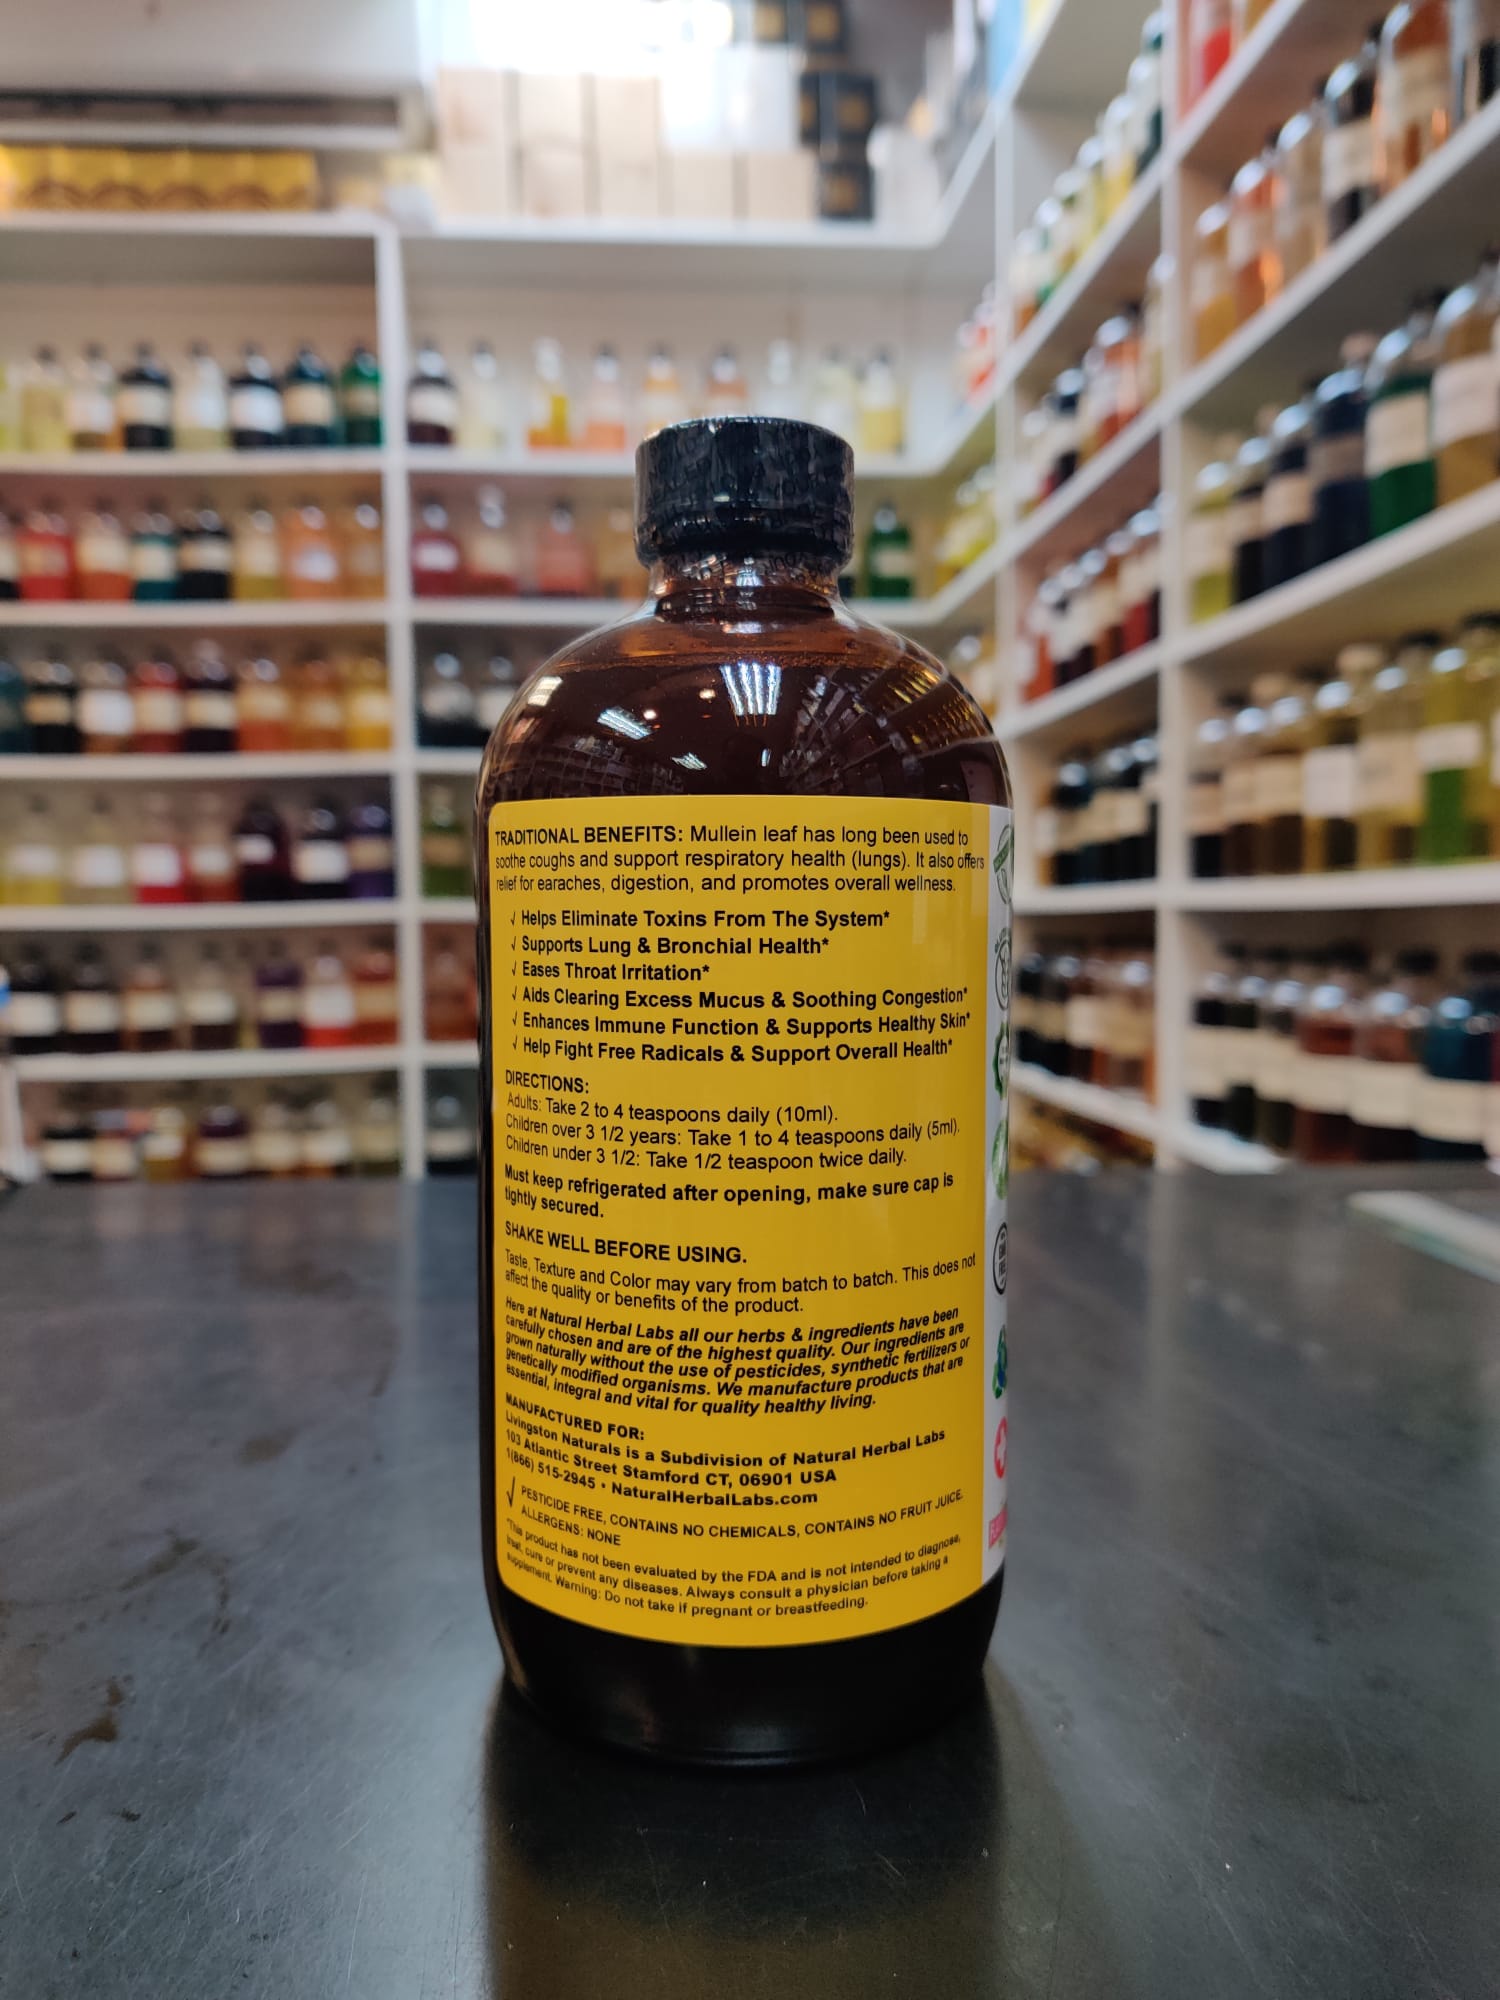 TRADITIONAL BENEFITS: Mullein leaf has long been used to
soothe coughs and support respiratory health (lungs). It also offers
relief for earaches, digestion, and promotes overall wellness.
√ Helps Eliminate Toxins From The System*
√ Supports Lung & Bronchial Health*
√ Eases Throat Irritation*
√ Aids Clearing Excess Mucus & Soothing Congestion*
√ Enhances Immune Function & Supports Healthy Skin*
√ Help Fight Free Radicals & Support Overall Health*
DIRECTIONS:
Adults: Take 2 to 4 teaspoons daily (10ml).
Children over 3 1/2 years: Take 1 to 4 teaspoons daily (5ml).
Children under 3 1/2: Take 1/2 teaspoon twice daily.
Must keep refrigerated after opening, make sure cap is
tightly secured.
SHAKE WELL BEFORE USING.
Taste, Texture and Color may vary from batch to batch. This does not
affect the quality or benefits of the product.
Here at Natural Herbal Labs all our herbs & ingredients have been
carefully chosen and are of the highest quality. Our ingredients are
grown naturally without the use of pesticides, synthetic fertilizers or
genetically modified organisms. We manufacture products that are
essential, integral and vital for quality healthy living.
MANUFACTURED FOR:
Livingston Naturals is a Subdivision of Natural Herbal Labs
103 Atlantic Street Stamford CT, 06901 USA
1(866) 515-2945 • NaturalHerbalLabs.com
√ PESTICIDE FREE, CONTAINS NO CHEMICALS, CONTAINS NO FRUIT JUICE.
ALLERGENS: NONE
*This product has not been evaluated by the FDA and is not intended to diagnose,
treat, cure or prevent any diseases. Always consult a physician before taking a
supplement. Warning: Do not take if pregnant or breastfeeding.